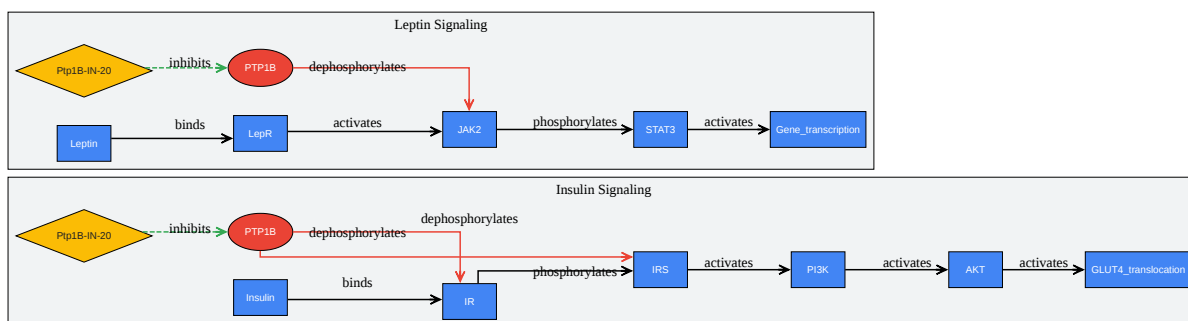 Leptin Signaling
Ptp1B-IN-20
inhibits
PTP1B
dephosphorylates
Leptin
binds
LepR
activates
JAK2
phosphorylates
STAT3
activates
Gene_transcription
Insulin Signaling
Ptp1B-IN-20
inhibits
PTP1B
dephosphorylates
dephosphorylates
Insulin
binds
IR
phosphorylates
IRS
activates
PI3K
activates
AKT
activates
GLUT4_translocation